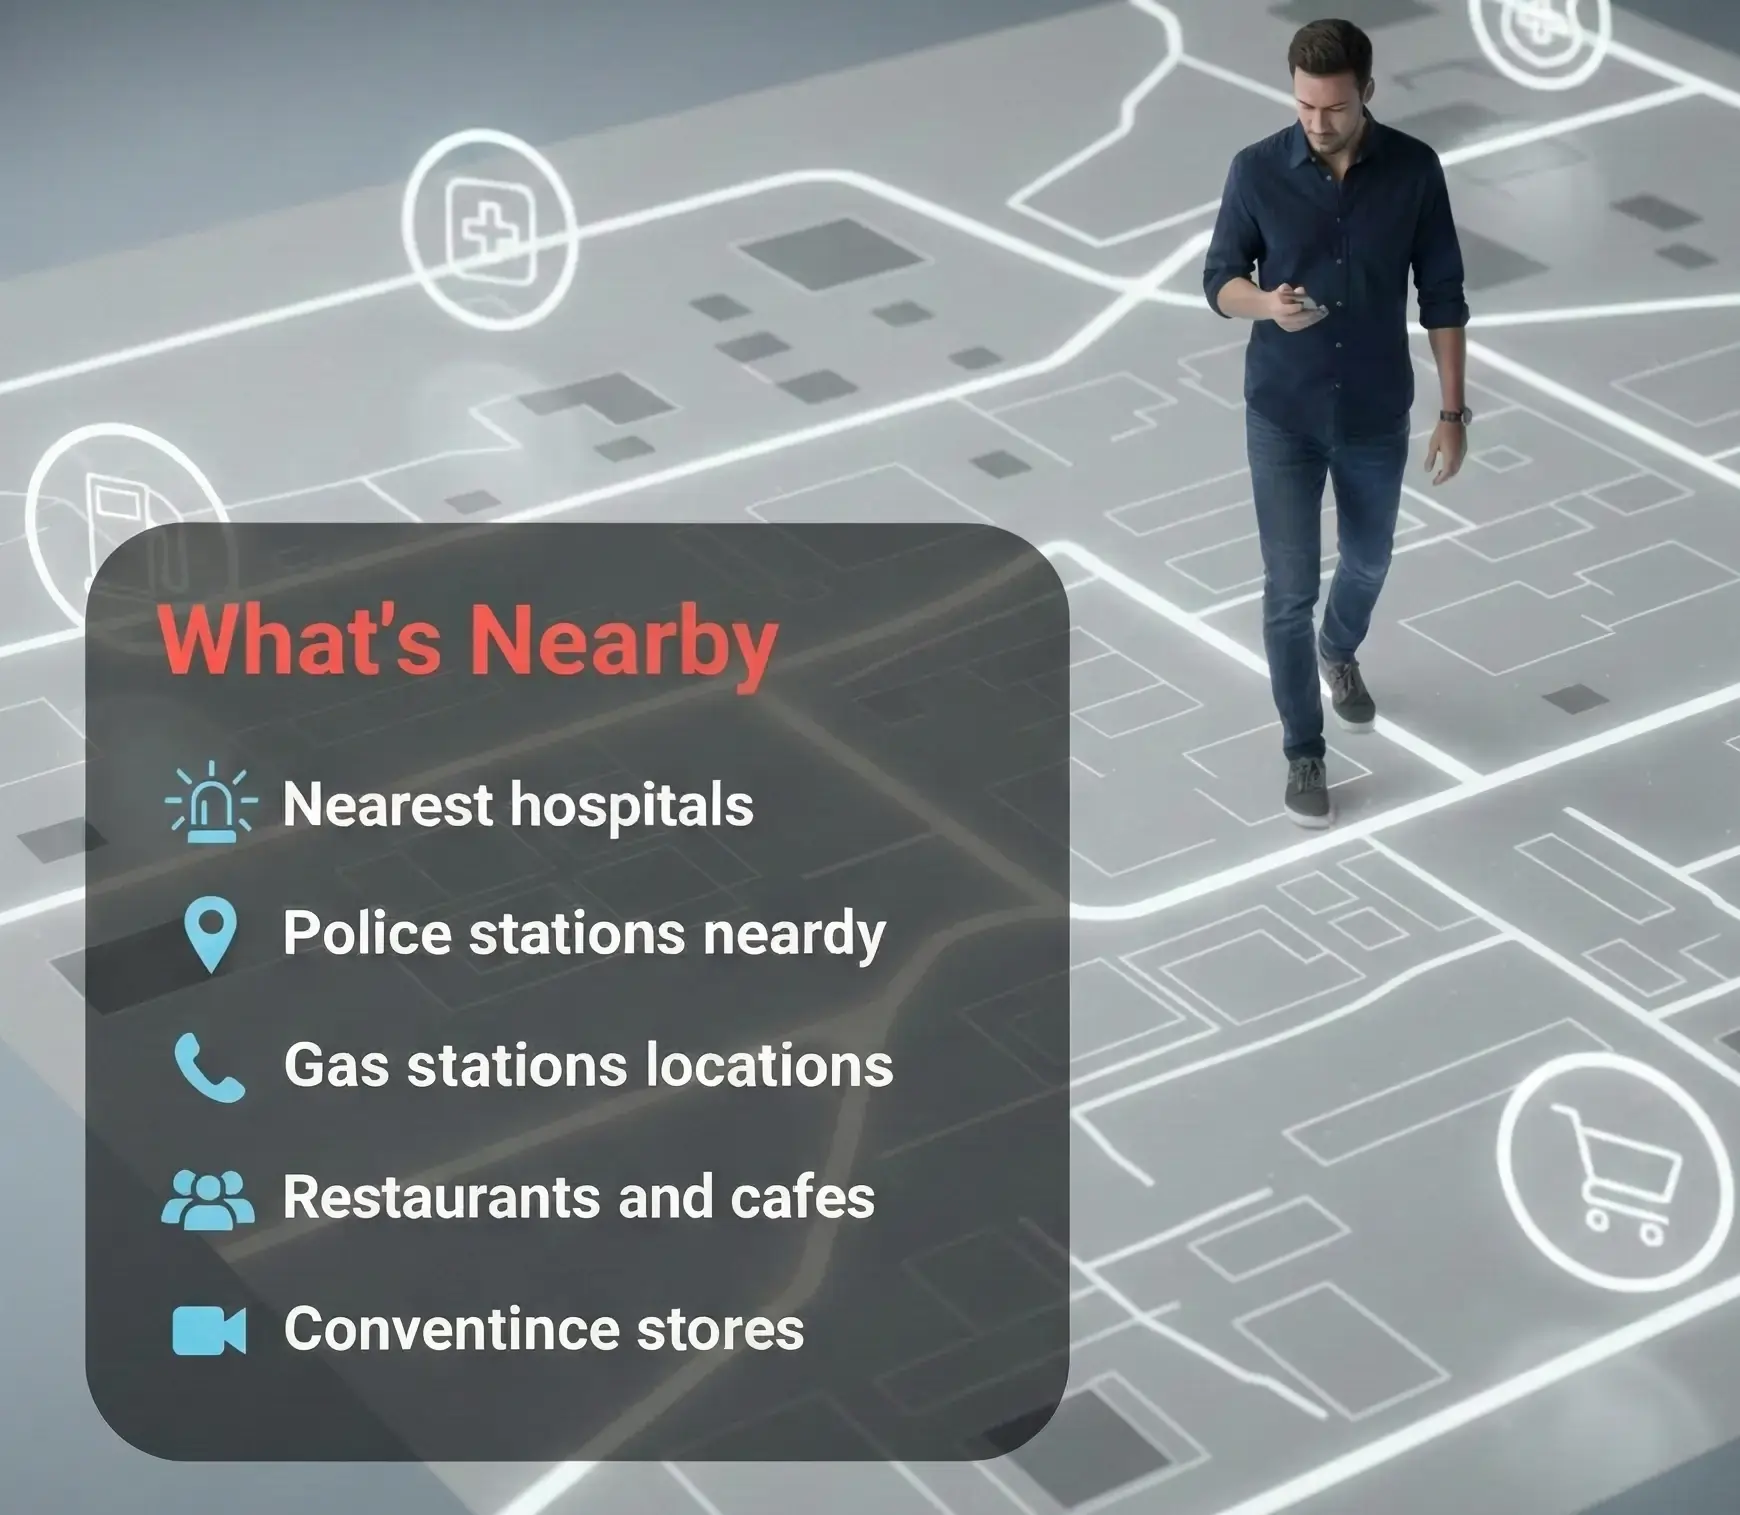 What's Nearby
Nearest hospitals
Police stations neardy
Gas stations locations
Restaurants and cafes
Conventince stores